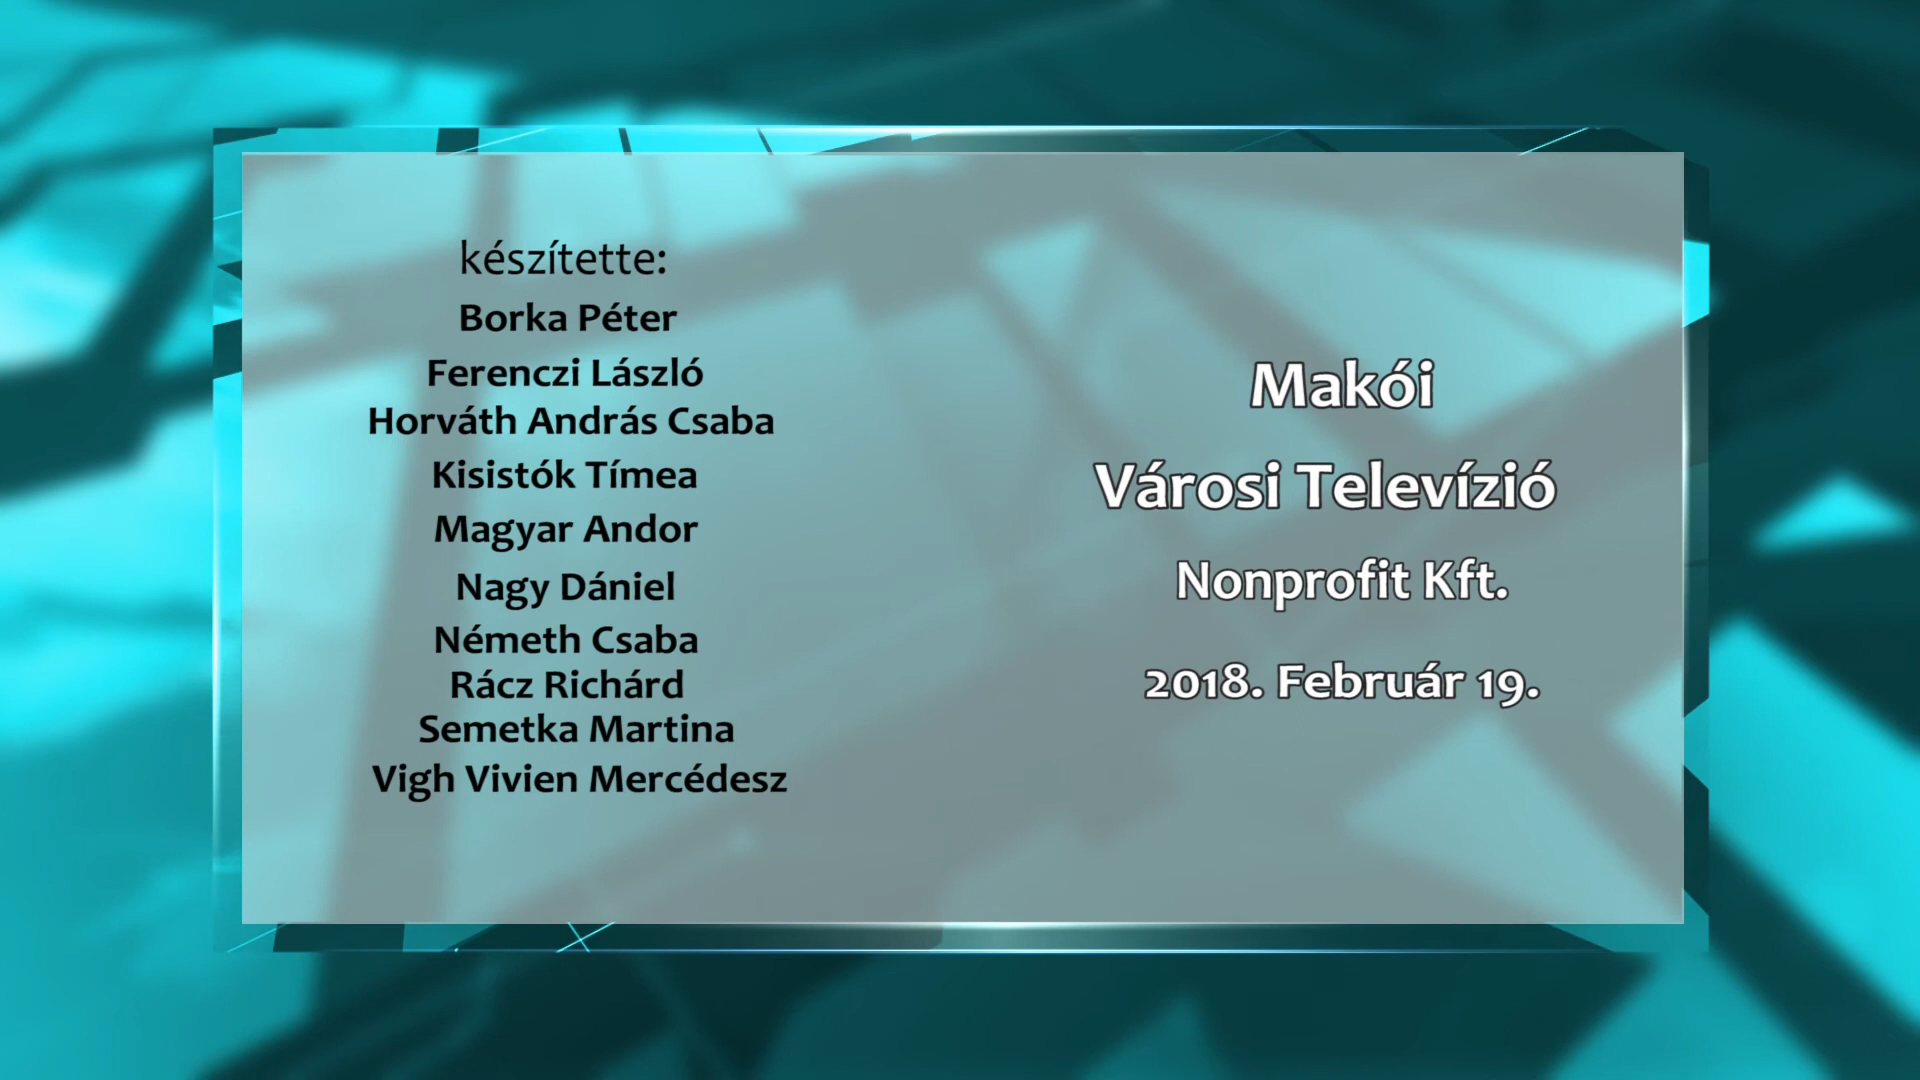 készítette:
Borka Péter
Ferenczi László
Horváth András Csaba
Kisistók Tímea
Magyar Andor
Nagy Dániel
Németh Csaba
Rácz Richárd
Semetka Martina
Vigh Vivien Mercédesz
Makói
Városi Televízió
Nonprofit Kft.
2018. Február 19.